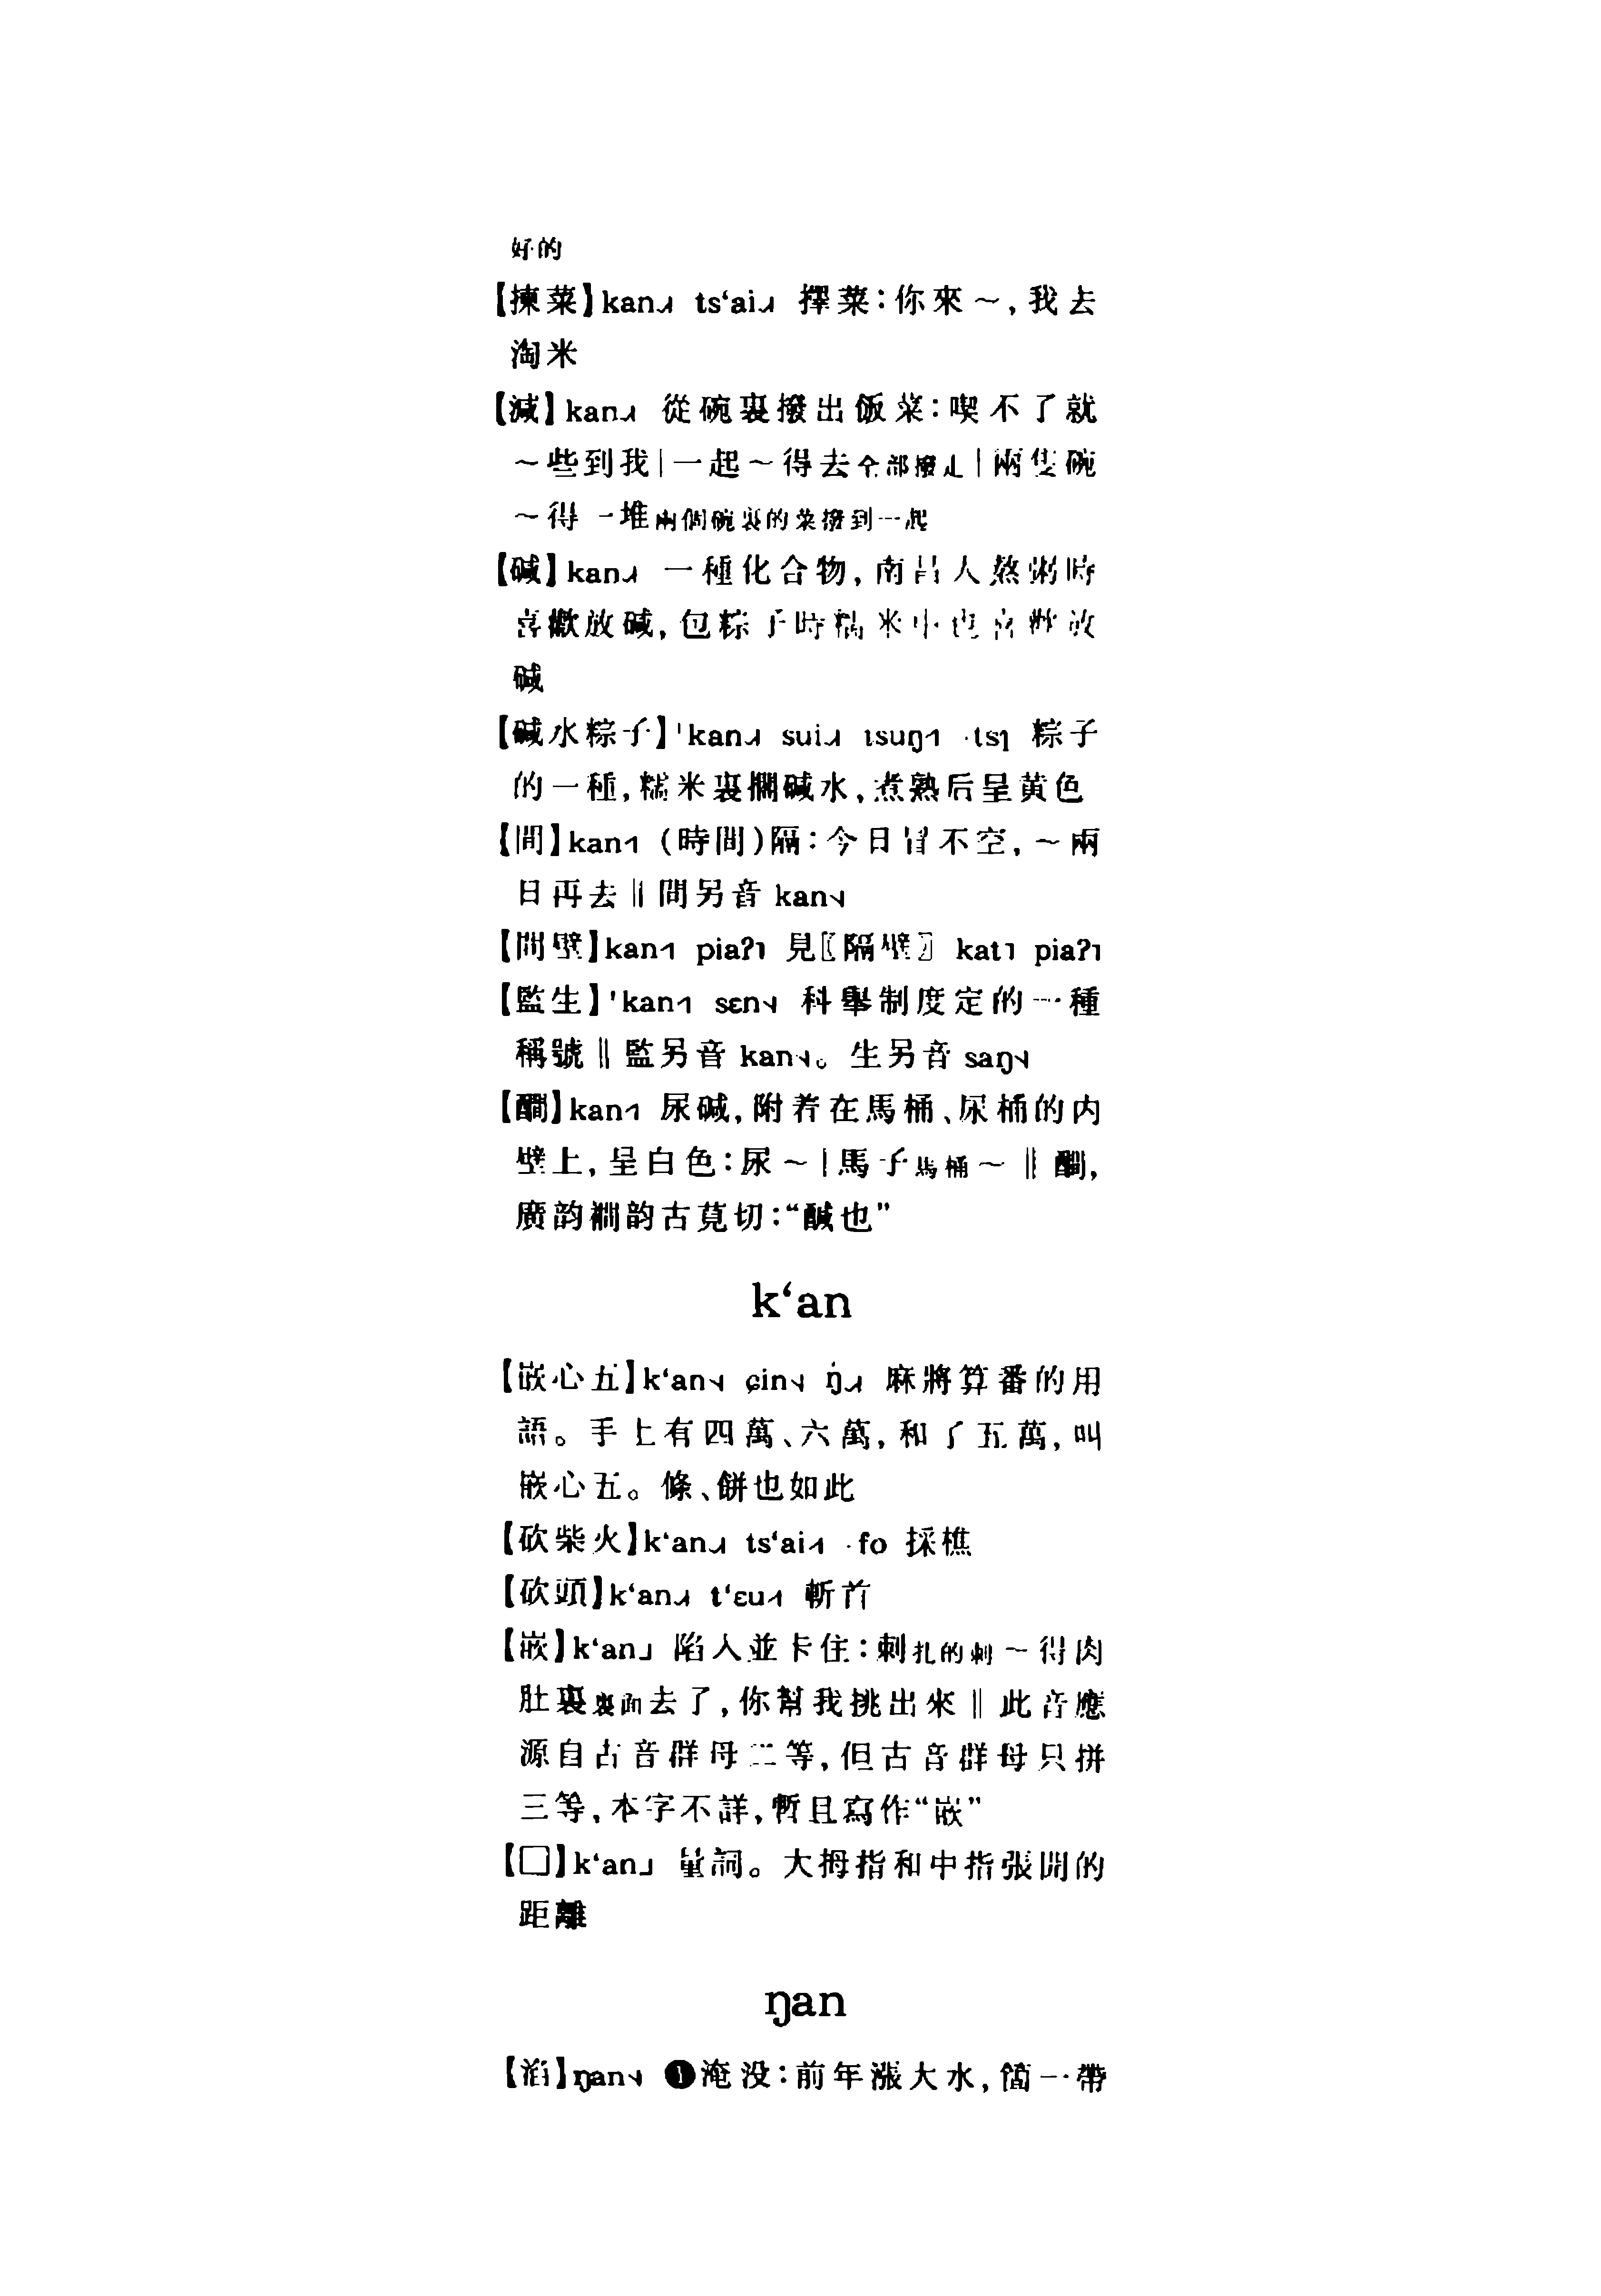 好的
【揀菜】kan˩˧ ts‘ai˩˧ 擇菜：你來～，我去
淘米
【減】kan˩˧ 從碗裏撥出飯菜：喫不了就
～些到我|一起～得去全部撥走|兩隻碗
～得一堆兩個碗裏的菜撥到一起
【碱】kan˩˧ 一種化合物，南昌人熬粥時
喜歡放碱，包粽子時糯米中也喜歡放
碱
【碱水粽子】'kan˩˧ sui˩˧ tsuŋ˦˥ ·tsɿ 粽子
的一種，糯米裏擱碱水，煮熟后呈黄色
【間】kan˦˥ (時間)隔：今日冒不空，～兩
日再去‖間另音 kan˦˨
【間壁】kan˦˥ piaʔ˥ 見〖隔壁〗 kat˥ piaʔ˥
【監生】'kan˦˥ sɛn˦˨ 科舉制度定的一種
稱號‖監另音 kan˦˨。生另音 saŋ˦˨
【醶】kan˦˥ 尿碱，附着在馬桶、尿桶的内
壁上，呈白色：尿～|馬子馬桶～‖
廣韵襉韵古莧切：“鹹也”
k‘an
【嵌心五】k‘an˦˨ ɕin˦˨ ŋ̍˩˧ 麻將算番的用
語。手上有四萬、六萬，和了五萬，叫
嵌心五。條、餅也如此
【砍柴火】k‘an˩˧ ts‘ai˨˦ ·fo 採樵
【砍頭】k‘an˩˧ t‘ɛu˨˦ 斬首
【嵌】k‘an˩ 陷入並卡住：刺扎的刺～得肉
肚裏裏面去了，你幫我挑出來‖此音應
源自古音群母二等，但古音群母只拼
三等，本字不詳，暫且寫作“嵌”
【□】k‘an˩ 量詞。大拇指和中指張開的
距離
ŋan
【淊】ŋan˦˨ ❶淹没：前年漲大水，箇一帶